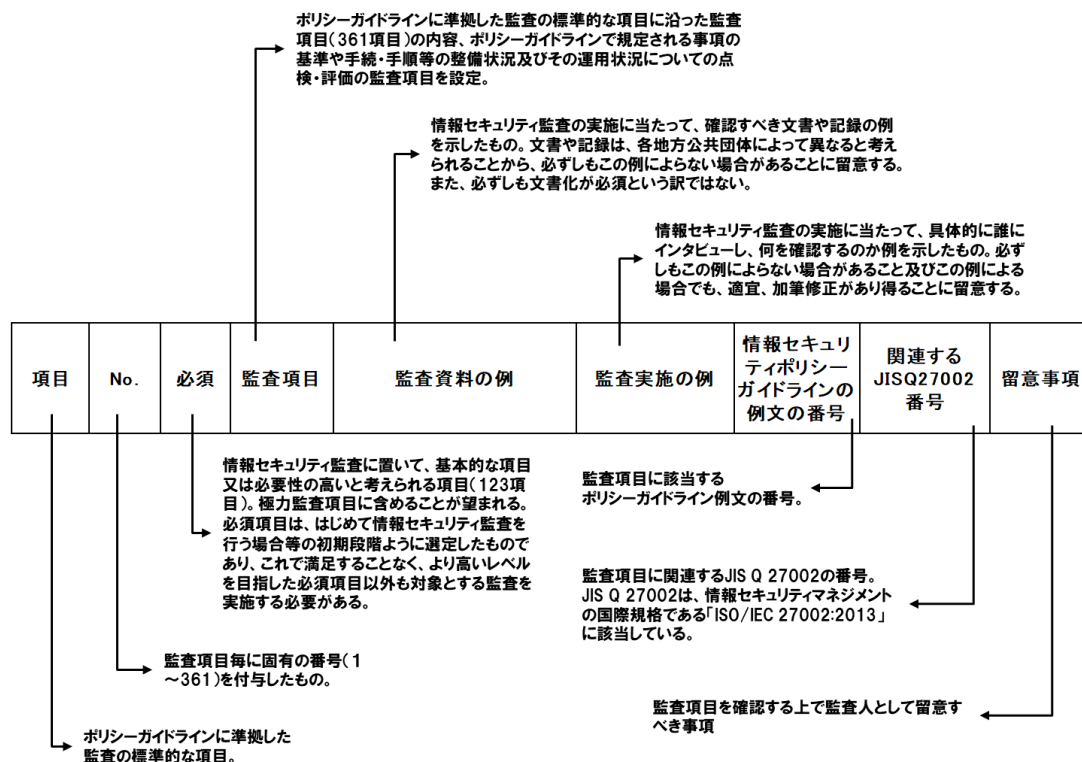 ポリシーガイドラインに準拠した監査の標準的な項目に沿った監査
項目(361項目)の内容、ポリシーガイドラインで規定される事項の
基準や手続・手順等の整備状況及びその運用状況についての点
検・評価の監査項目を設定。
情報セキュリティ監査の実施に当たって、確認すべき文書や記録の例
を示したもの。文書や記録は、各地方公共団体によって異なると考え
られることから、必ずしもこの例によらない場合があることに留意する。
また、必ずしも文書化が必須という訳ではない。
情報セキュリティ監査の実施に当たって、具体的に誰に
インタビューし、何を確認するのか例を示したもの。必ず
しもこの例によらない場合があること及びこの例による
場合でも、適宜、加筆修正があり得ることに留意する。
項目
No.
必須
監査項目
監査資料の例
監査実施の例
情報セキュリ
ティポリシー
ガイドラインの
例文の番号
関連する
JISQ27002
番号
留意事項
情報セキュリティ監査に置いて、基本的な項目
又は必要性の高いと考えられる項目(123項
目)。極力監査項目に含めることが望まれる。
必須項目は、はじめて情報セキュリティ監査を
行う場合等の初期段階ように選定したもので
あり、これで満足することなく、より高いレベル
を目指した必須項目以外も対象とする監査を
実施する必要がある。
監査項目に該当する
ポリシーガイドライン例文の番号。
監査項目に関連するJIS Q 27002の番号。
JIS Q 27002は、情報セキュリティマネジメント
の国際規格である「ISO/IEC 27002:2013」
に該当している。
監査項目毎に固有の番号(1
～361)を付与したもの。
監査項目を確認する上で監査人として留意す
べき事項
ポリシーガイドラインに準拠した
監査の標準的な項目。